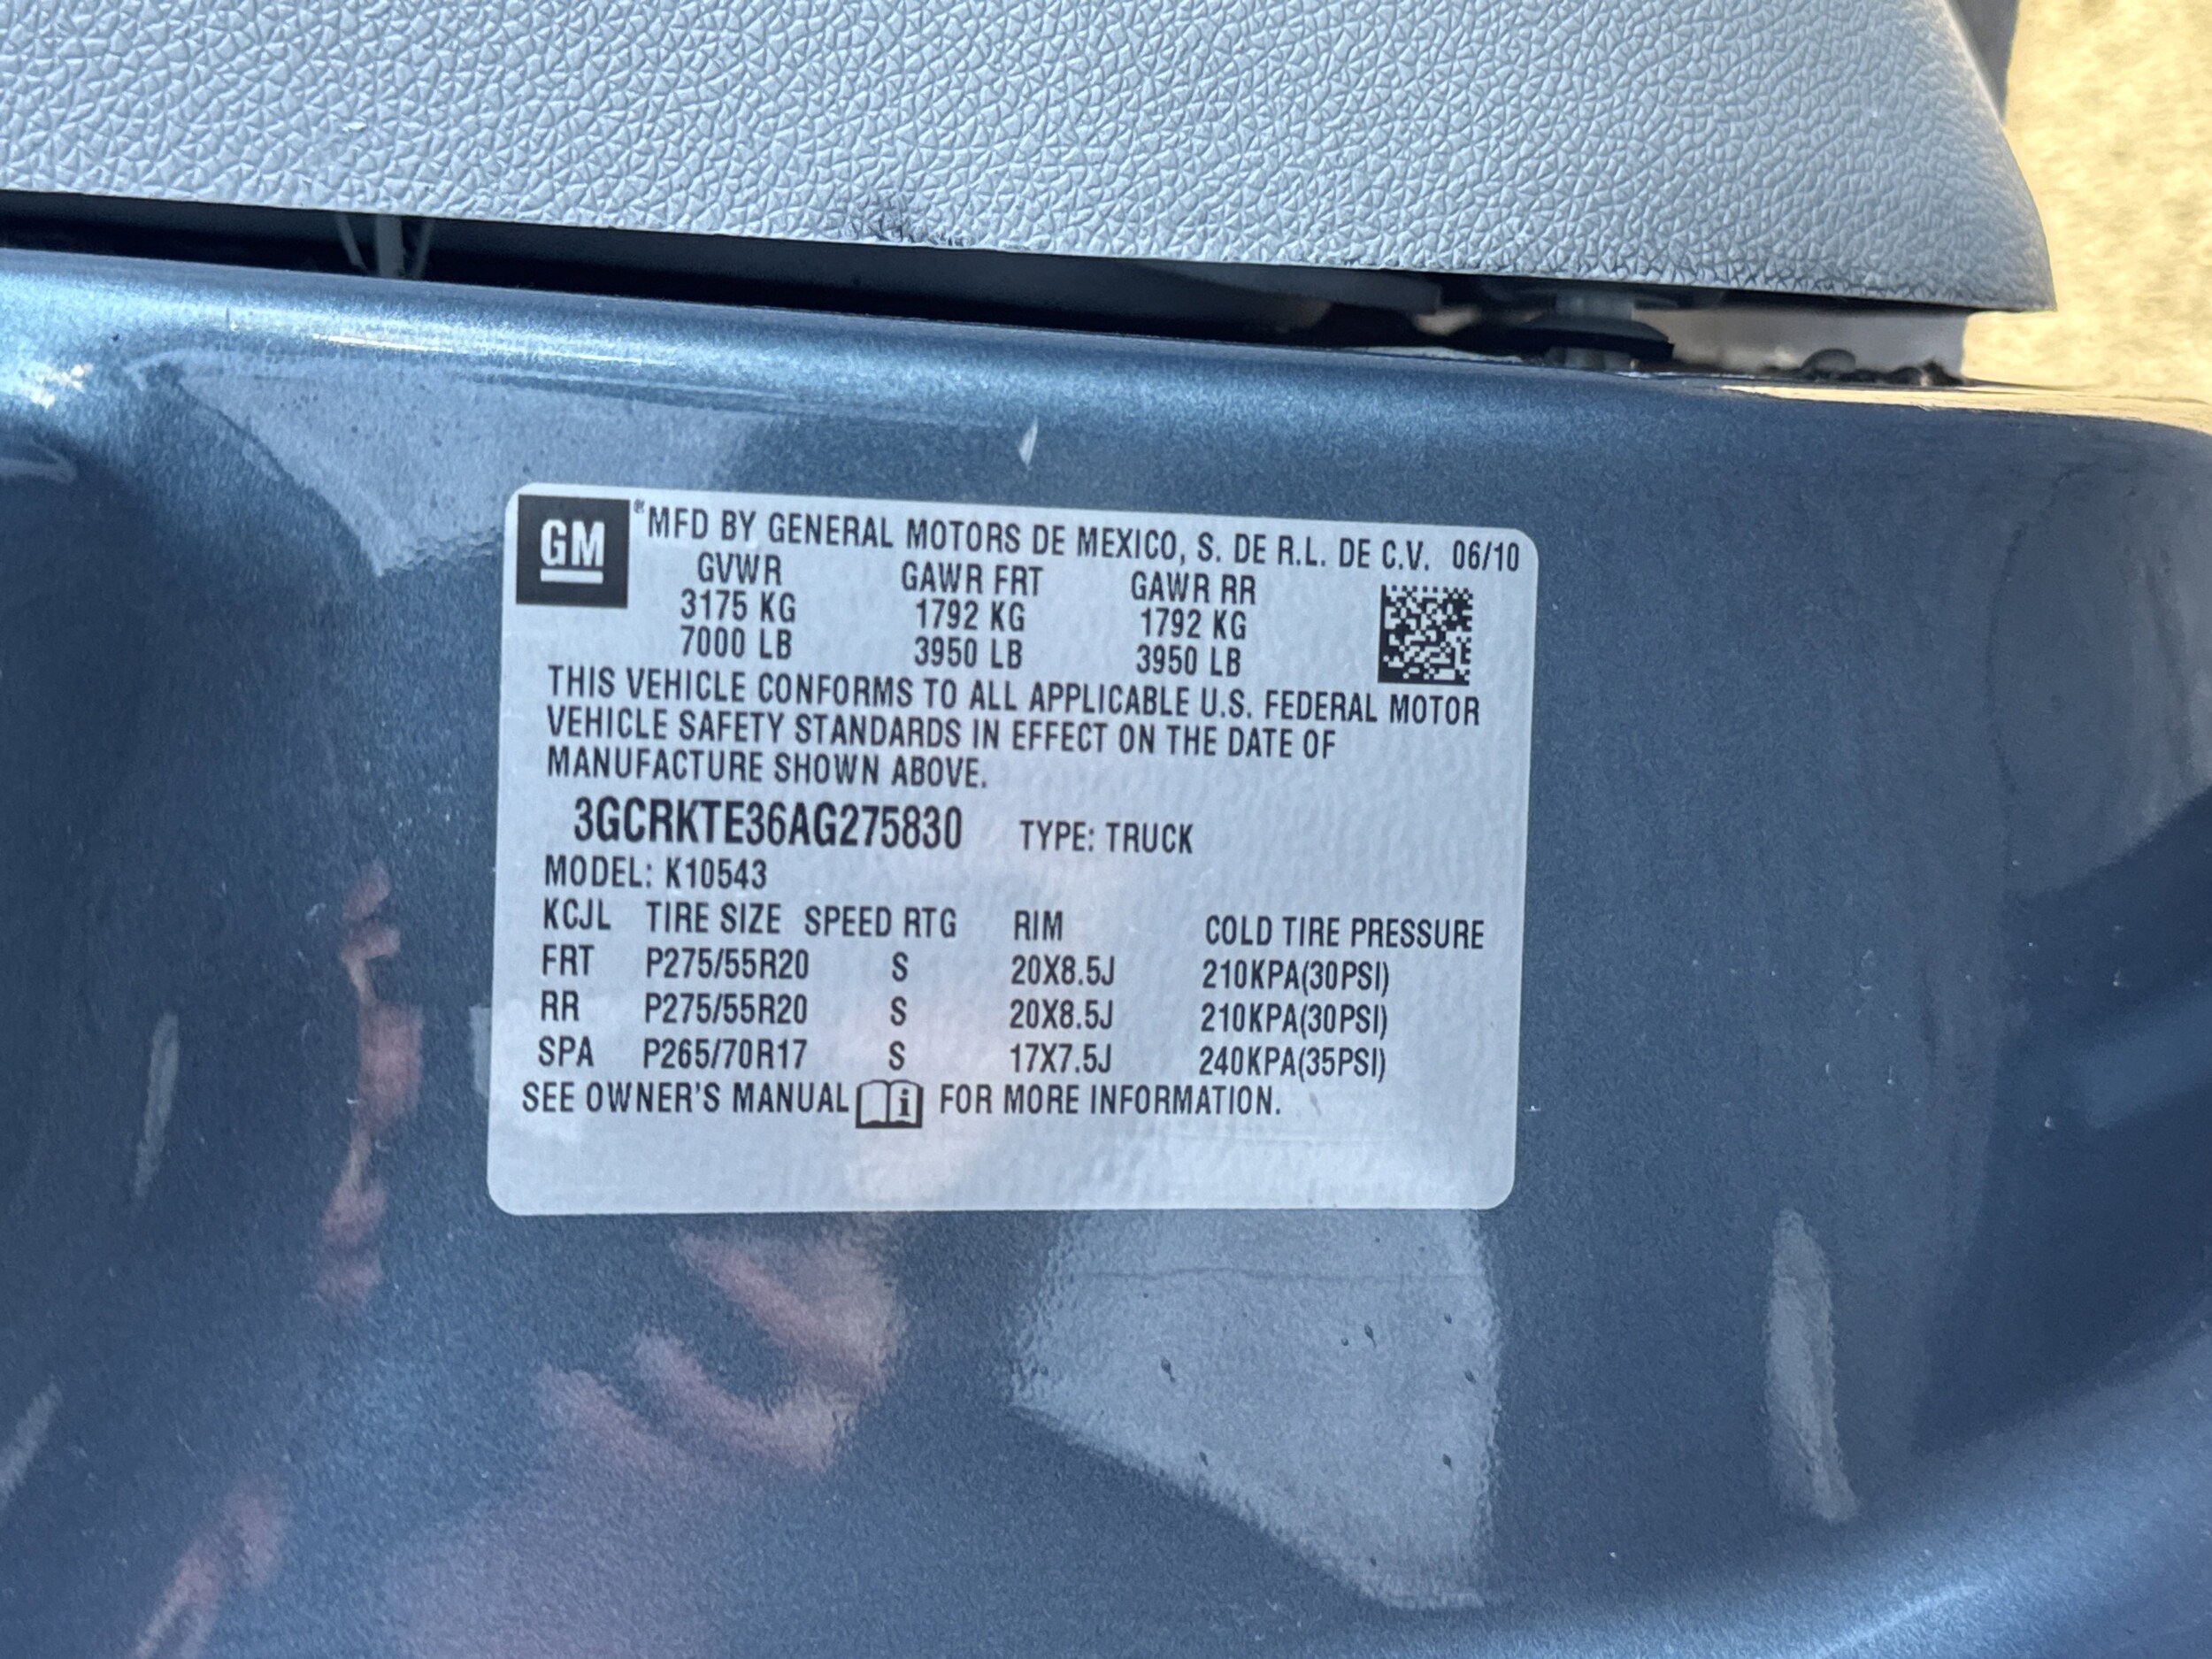 GM® MFD BY GENERAL MOTORS DE MEXICO, S. DE R.L. DE C.V. 06/10
GVWR GAWR FRT GAWR RR
3175 KG 1792 KG 1792 KG
7000 LB 3950 LB 3950 LB
THIS VEHICLE CONFORMS TO ALL APPLICABLE U.S. FEDERAL MOTOR
VEHICLE SAFETY STANDARDS IN EFFECT ON THE DATE OF
MANUFACTURE SHOWN ABOVE.
3GCRKTE36AG275830 TYPE: TRUCK
MODEL: K10543
KCJL TIRE SIZE SPEED RTG RIM COLD TIRE PRESSURE
FRT P275/55R20 S 20X8.5J 210KPA(30PSI)
RR P275/55R20 S 20X8.5J 210KPA(30PSI)
SPA P265/70R17 S 17X7.5J 240KPA(35PSI)
SEE OWNER'S MANUAL i FOR MORE INFORMATION.